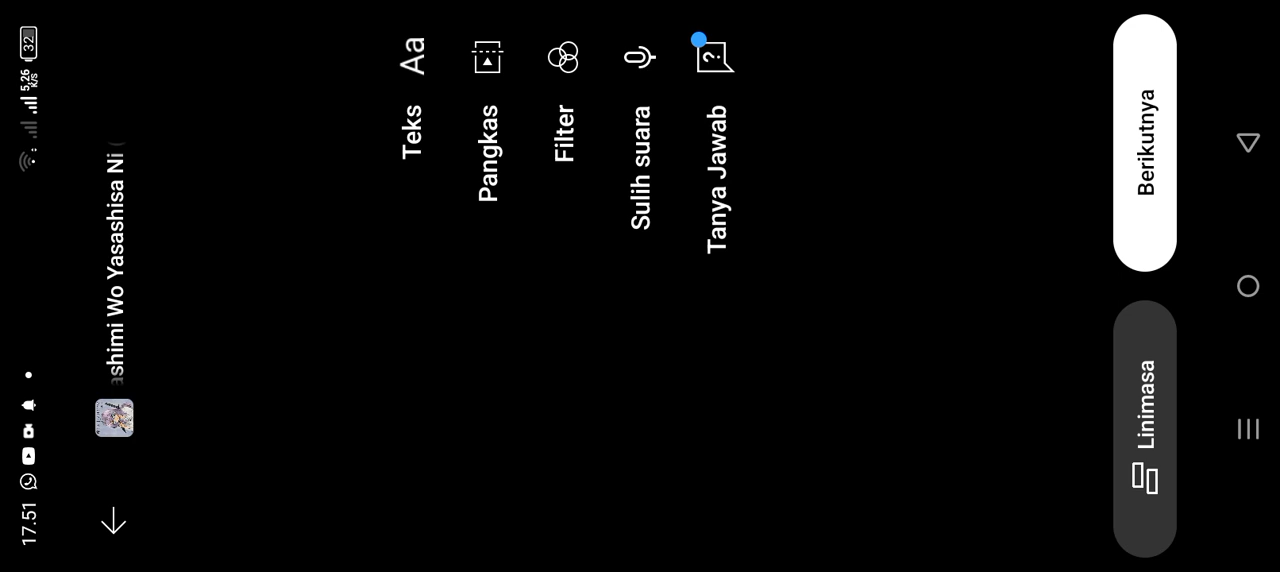 17.51
5,26
K/S
32
ashimi Wo Yasashisa Ni (
Teks
Aa
Pangkas
Filter
Sulih suara
Tanya Jawab
Linimasa
Berikutnya